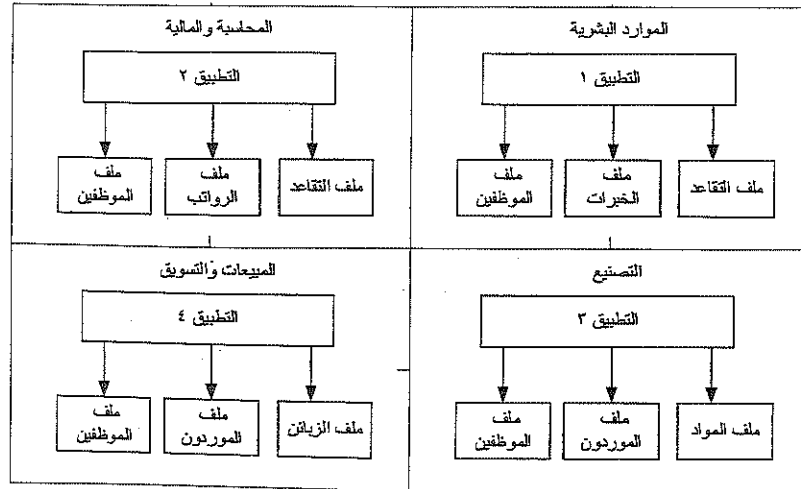 الموارد البشرية
التطبيق ١
ملف التقاعد
ملف
الخبرات
ملف
الموظفين
المحاسبة والمالية
التطبيق ٢
ملف التقاعد
ملف
الرواتب
ملف
الموظفين
التصنيع
التطبيق ٣
ملف المواد
ملف
الموردون
ملف
الموظفين
المبيعات والتسويق
التطبيق ٤
ملف الزبائن
ملف
الموردون
ملف
الموظفين